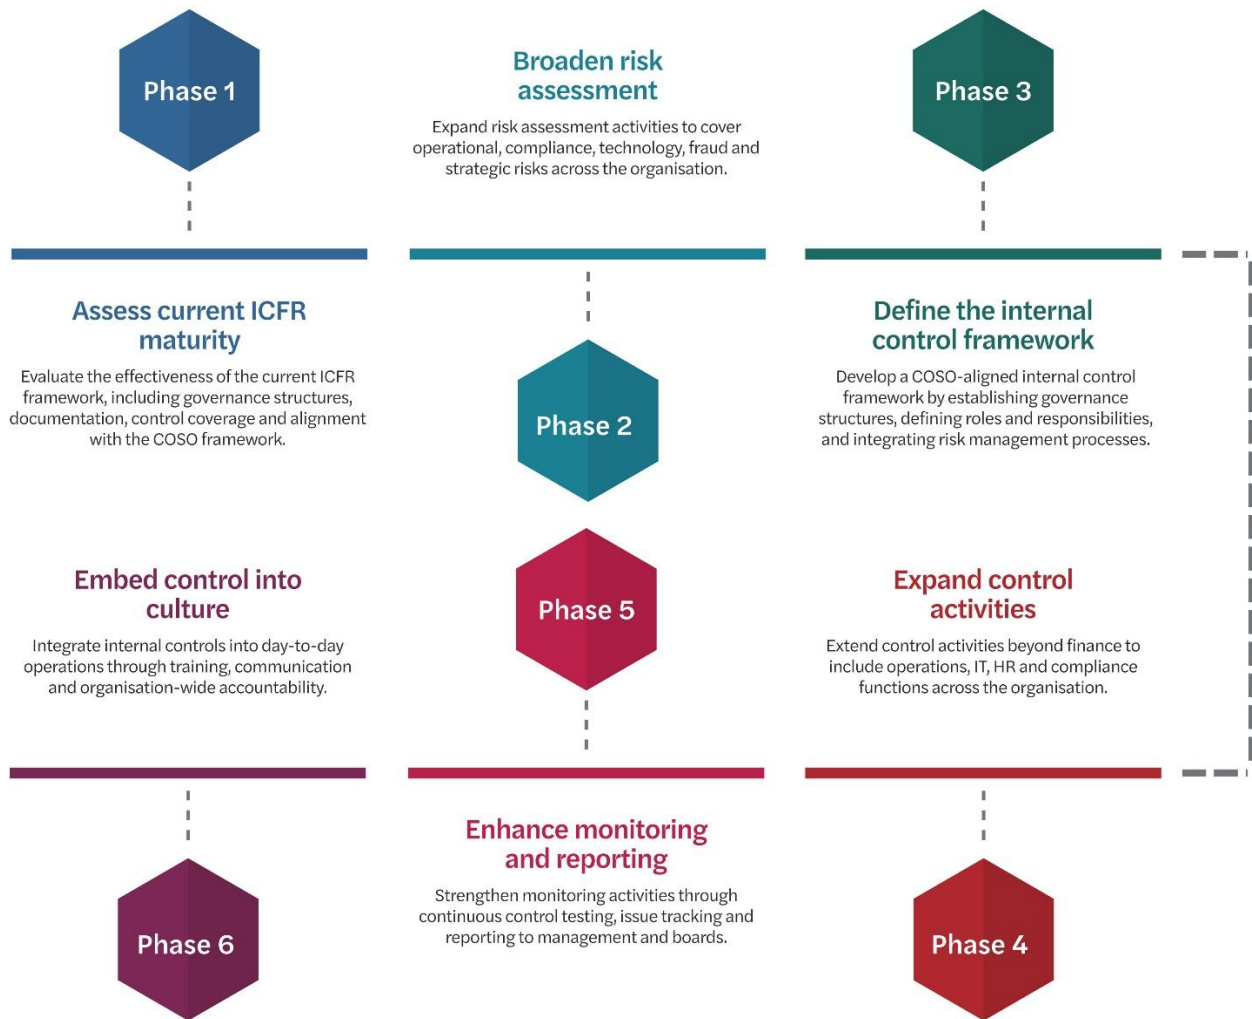 Phase 1
Assess current ICFR
maturity
Evaluate the effectiveness of the current ICFR
framework, including governance structures,
documentation, control coverage and alignment
with the COSO framework.
Broaden risk
assessment
Expand risk assessment activities to cover
operational, compliance, technology, fraud and
strategic risks across the organisation.
Phase 2
Phase 3
Define the internal
control framework
Develop a COSO-aligned internal control
framework by establishing governance
structures, defining roles and responsibilities,
and integrating risk management processes.
Expand control
activities
Extend control activities beyond finance to
include operations, IT, HR and compliance
functions across the organisation.
Phase 4
Phase 5
Enhance monitoring
and reporting
Strengthen monitoring activities through
continuous control testing, issue tracking and
reporting to management and boards.
Embed control into
culture
Integrate internal controls into day-to-day
operations through training, communication
and organisation-wide accountability.
Phase 6